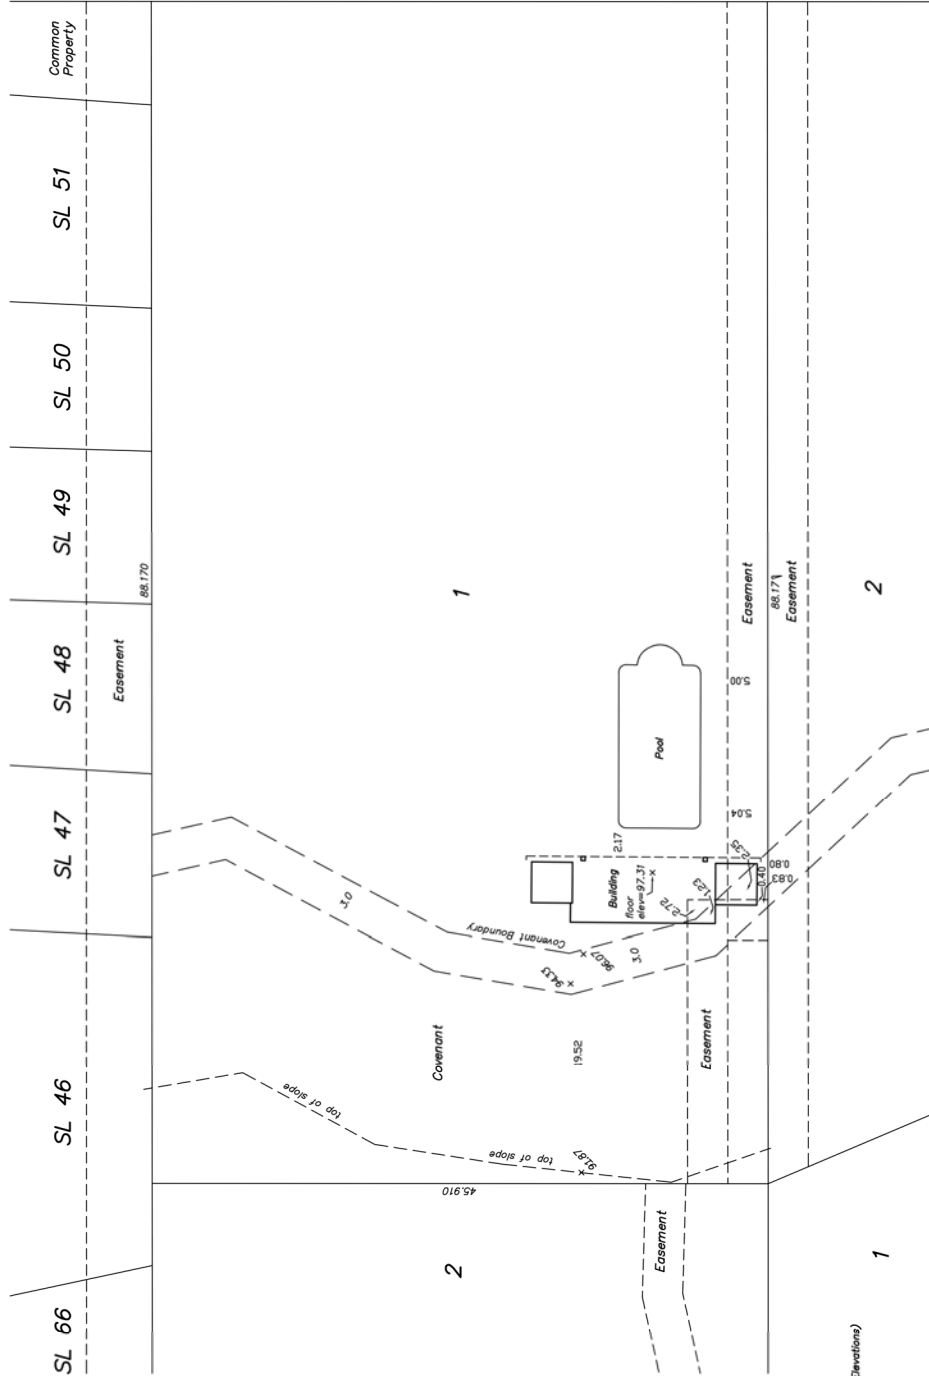 Common
Property
SL 51
SL 50
SL 49
SL 48
SL 47
SL 46
SL 66
88.170
Easement
1
Easement
88.171
Easement
2
5.00
Pool
5.04
2.17
Building
floor
elev=97.31
2.35
0.80
0.83
0.40
1.23
2.72
3.0
Covenant Boundary
96.07
3.0
94.33
Covenant
19.52
Easement
top of slope
top of slope
91.87
45.910
Easement
2
1